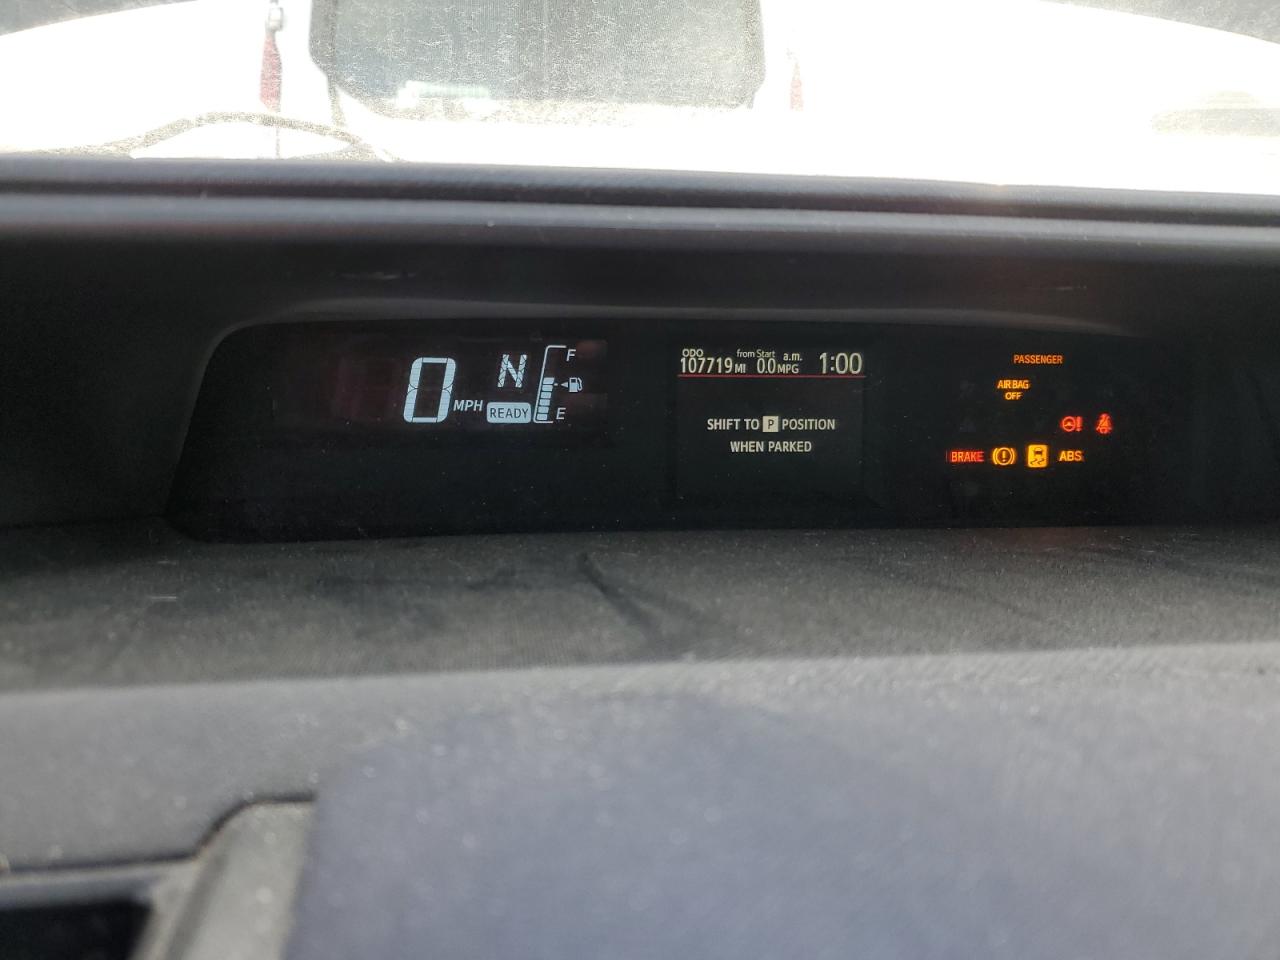 0 MPH
N
READY
F
E
ODO
107719 MI
from Start
0.0 MPG
a.m.
1:00
SHIFT TO P POSITION
WHEN PARKED
PASSENGER
AIR BAG
OFF
BRAKE
ABS